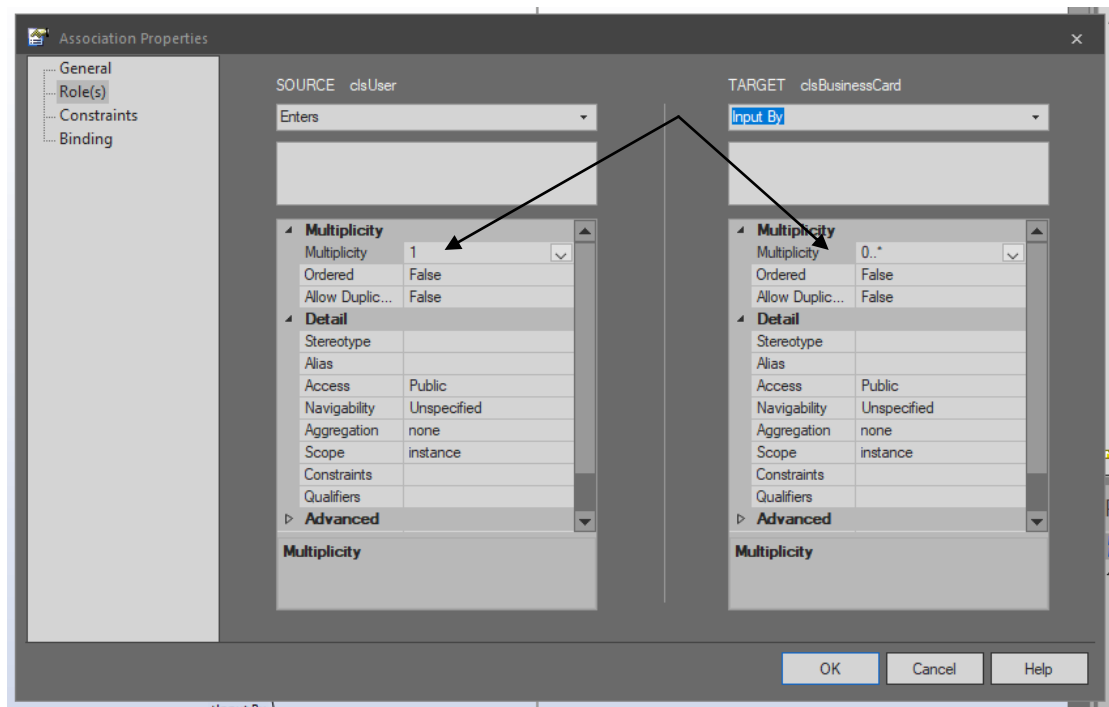 Association Properties
General
Role(s)
Constraints
Binding
SOURCE clsUser
Enters
Multiplicity
Multiplicity 1
Ordered False
Allow Duplic... False
Detail
Stereotype
Alias
Access Public
Navigability Unspecified
Aggregation none
Scope instance
Constraints
Qualifiers
Advanced
Multiplicity
TARGET clsBusinessCard
Input By
Multiplicity
Multiplicity 0..*
Ordered False
Allow Duplic... False
Detail
Stereotype
Alias
Access Public
Navigability Unspecified
Aggregation none
Scope instance
Constraints
Qualifiers
Advanced
Multiplicity
OK Cancel Help